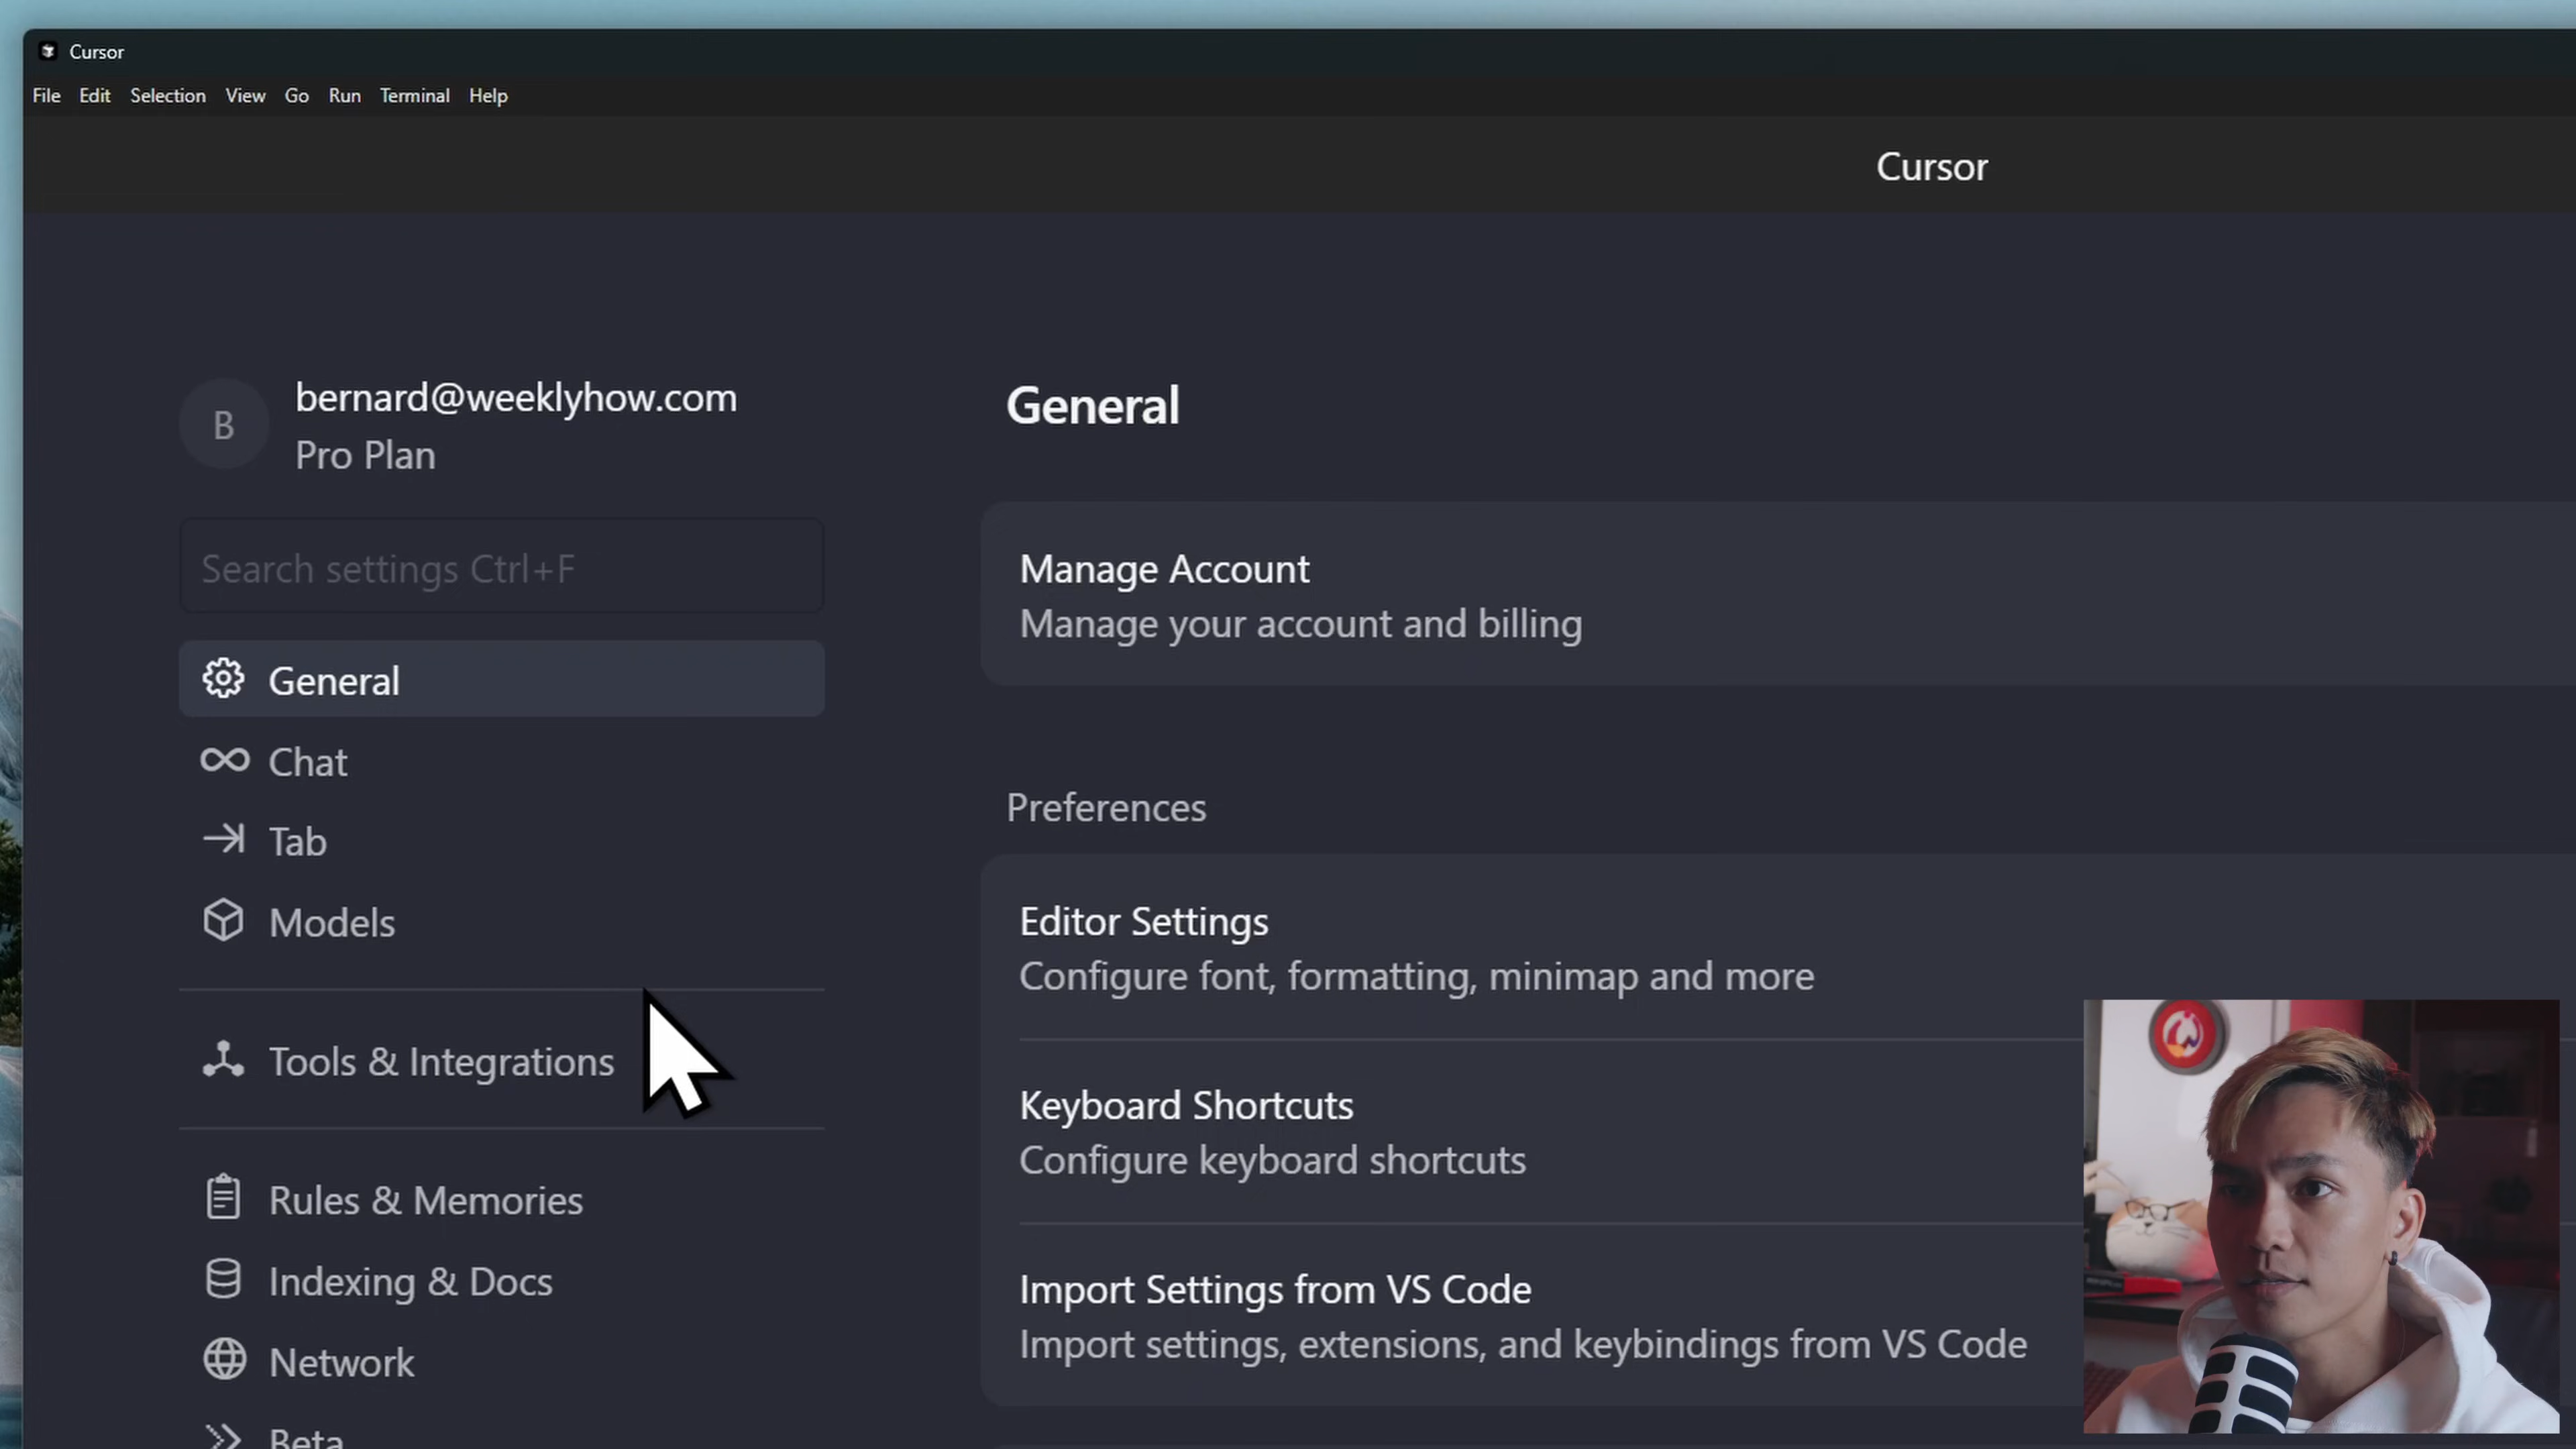 Cursor
File Edit Selection View Go Run Terminal Help
Cursor
B
bernard@weeklyhow.com
Pro Plan
Search settings Ctrl+F
General
Chat
Tab
Models
Tools & Integrations
Rules & Memories
Indexing & Docs
Network
Beta
General
Manage Account
Manage your account and billing
Preferences
Editor Settings
Configure font, formatting, minimap and more
Keyboard Shortcuts
Configure keyboard shortcuts
Import Settings from VS Code
Import settings, extensions, and keybindings from VS Code